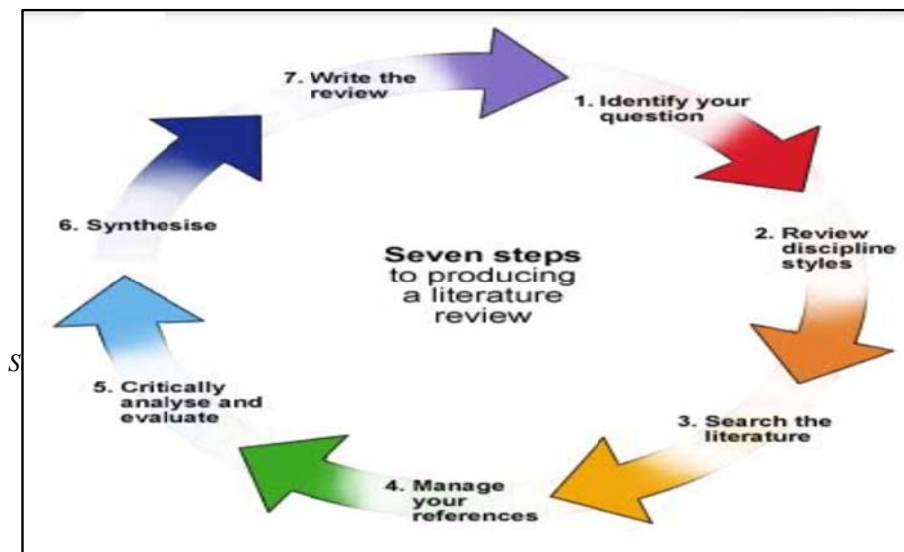 7. Write the
review
1. Identify your
question
2. Review
discipline
styles
6. Synthesise
Seven steps
to producing
a literature
review
S
5. Critically
analyse and
evaluate
3. Search the
literature
4. Manage
your
references